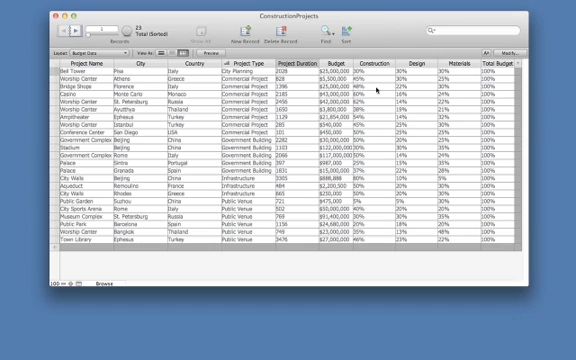 ConstructionProjects
1
23
Total (Sorted)
Records
Show All
New Record
Delete Record
Find
Sort
Layout: Budget Data
View As:
Preview
Aa
Modify...
Project Name City Country Project Type Project Duration Budget Construction Design Materials Total Budget
Bell Tower Pisa Italy City Planning 2028 $25,000,000 30% 30% 30% 100%
Worship Center Athens Greece Commercial Project 828 $5,500,000 45% 25% 30% 100%
Bridge Shops Florence Italy Commercial Project 1396 $25,000,000 48% 22% 30% 100%
Casino Monte Carlo Monaco Commercial Project 2185 $43,000,000 60% 16% 24% 100%
Worship Center St. Petersburg Russia Commercial Project 2456 $42,000,000 62% 14% 22% 100%
Worship Center Ayutthya Thailand Commercial Project 1650 $3,800,000 38% 19% 21% 100%
Ampitheater Ephesus Turkey Commercial Project 1129 $21,854,000 54% 14% 32% 100%
Worship Center Istanbul Turkey Commercial Project 285 $540,000 45% 25% 30% 100%
Conference Center San Diego USA Commercial Project 101 $450,000 50% 25% 25% 100%
Government Complex Beijing China Government Building 2282 $30,000,000 50% 20% 25% 100%
Stadium Beijing China Government Building 1103 $122,000,000 30% 30% 35% 100%
Government Complex Rome Italy Government Building 2066 $117,000,000 50% 14% 24% 100%
Palace Sintra Portugal Government Building 397 $987,000 25% 15% 35% 100%
Palace Granada Spain Government Building 1831 $15,000,000 37% 22% 28% 100%
City Walls Beijing China Infrastructure 3305 $888,888 80% 10% 5% 100%
Aqueduct Remoulins France Infrastructure 484 $2,200,500 50% 20% 30% 100%
City Walls Rhodes Greece Infrastructure 665 $250,000 50% 20% 30% 100%
Public Garden Suzhou China Public Venue 721 $475,000 5% 5% 30% 100%
City Sports Arena Rome Italy Public Venue 502 $50,000,000 40% 20% 20% 100%
Museum Complex St. Petersburg Russia Public Venue 769 $91,400,000 30% 30% 35% 100%
Public Park Barcelona Spain Public Venue 1156 $24,680,000 20% 18% 20% 100%
Worship Center Bangkok Thailand Public Venue 749 $23,000,000 35% 13% 48% 100%
Town Library Ephesus Turkey Public Venue 3476 $27,000,000 46% 23% 22% 100%
100
Browse